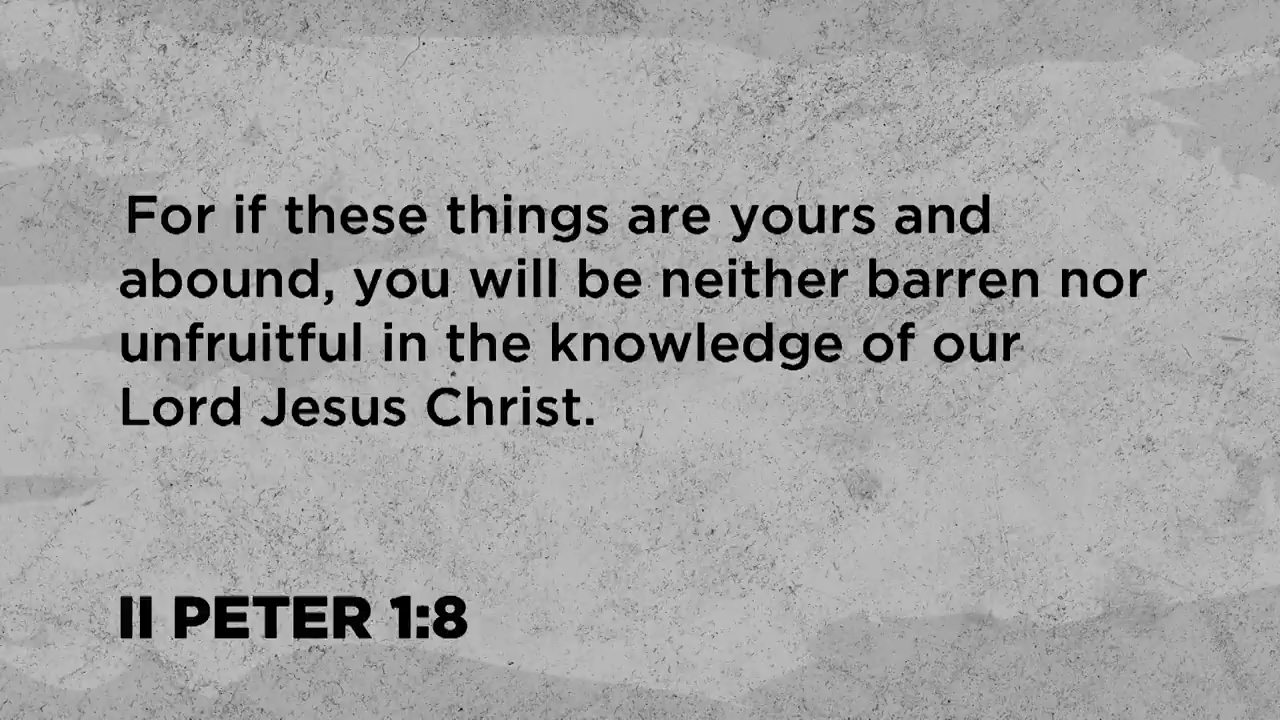 For if these things are yours and
abound, you will be neither barren nor
unfruitful in the knowledge of our
Lord Jesus Christ.
II PETER 1:8